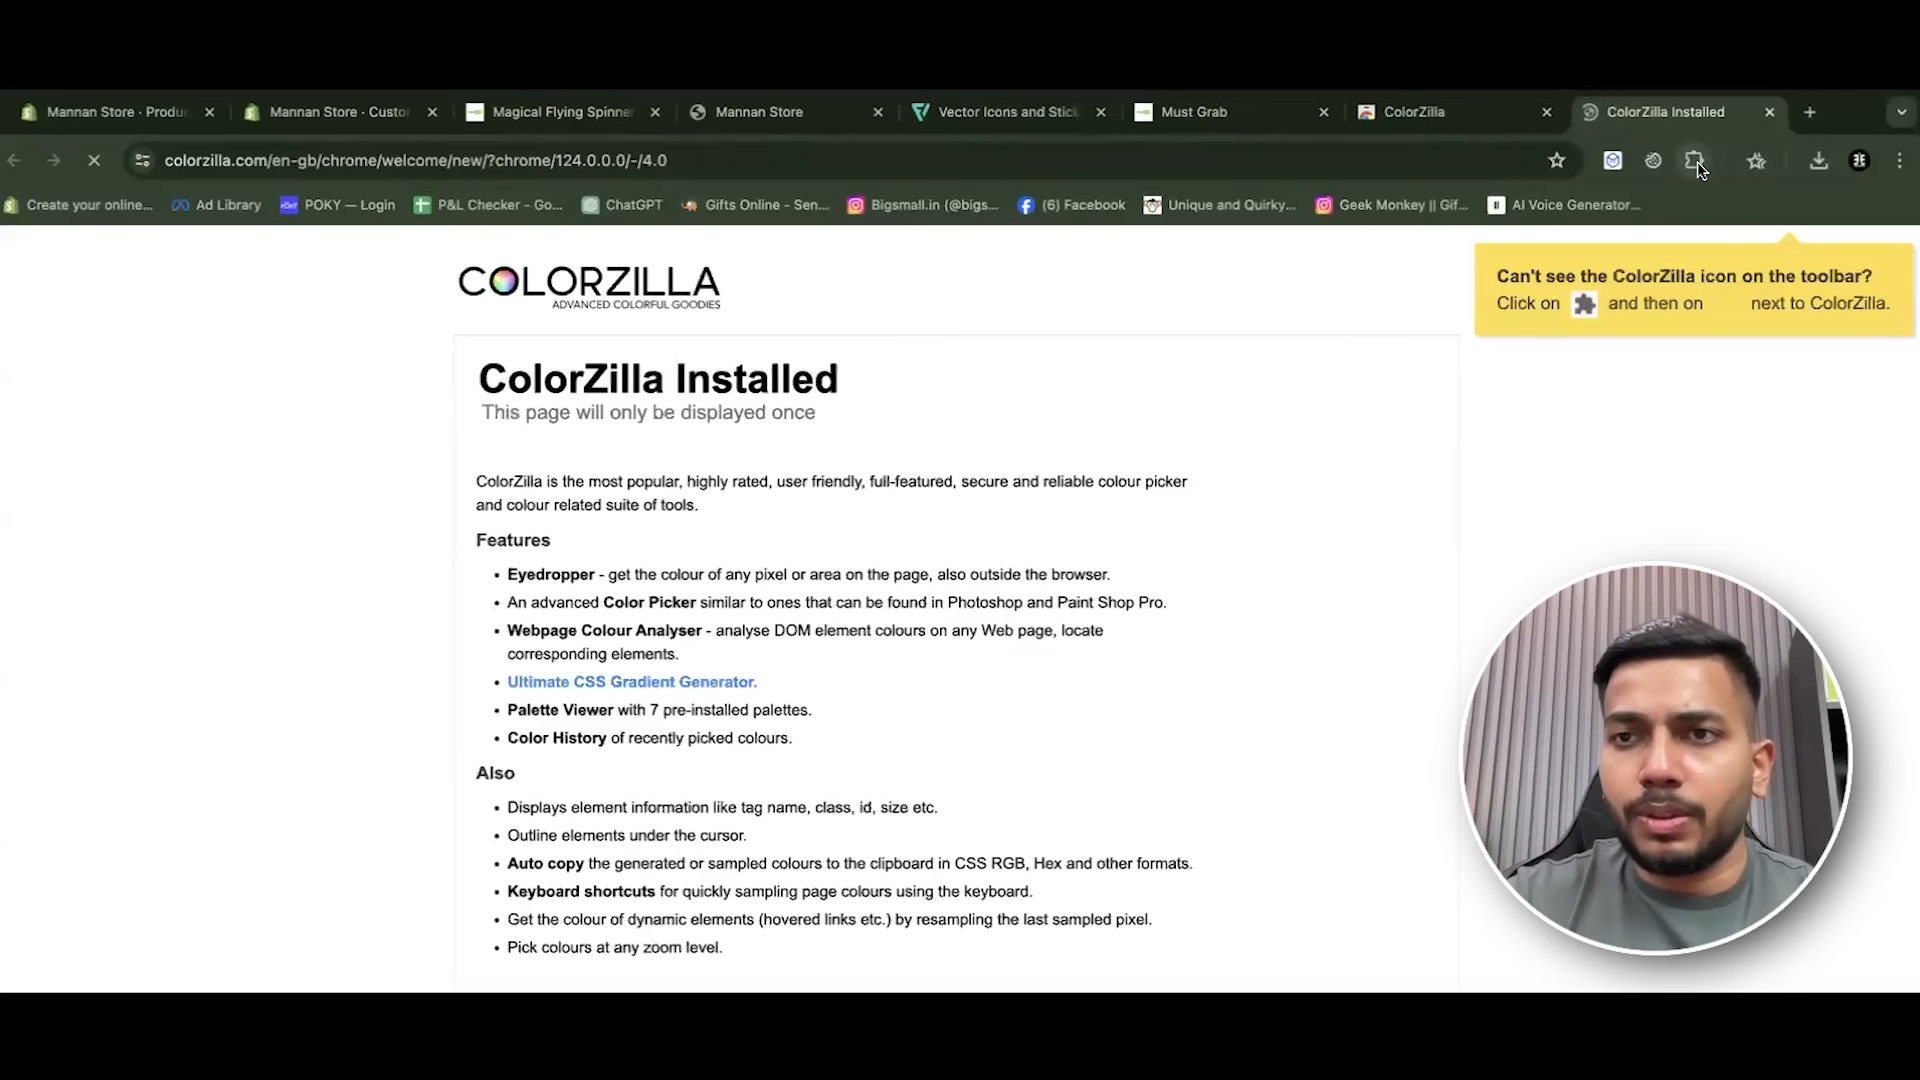 Mannan Store · Produ
Mannan Store · Custor
Magical Flying Spinner
Mannan Store
Vector Icons and Stick
Must Grab
ColorZilla
ColorZilla Installed
colorzilla.com/en-gb/chrome/welcome/new/?chrome/124.0.0.0/-/4.0
Create your online...
Ad Library
POKY — Login
P&L Checker - Go...
ChatGPT
Gifts Online - Sen...
Bigsmall.in (@bigs...
(6) Facebook
Unique and Quirky...
Geek Monkey || Gif...
AI Voice Generator...
COLORZILLA
ADVANCED COLORFUL GOODIES
Can't see the ColorZilla icon on the toolbar?
Click on and then on next to ColorZilla.
ColorZilla Installed
This page will only be displayed once
ColorZilla is the most popular, highly rated, user friendly, full-featured, secure and reliable colour picker
and colour related suite of tools.
Features
• Eyedropper - get the colour of any pixel or area on the page, also outside the browser.
• An advanced Color Picker similar to ones that can be found in Photoshop and Paint Shop Pro.
• Webpage Colour Analyser - analyse DOM element colours on any Web page, locate
corresponding elements.
• Ultimate CSS Gradient Generator.
• Palette Viewer with 7 pre-installed palettes.
• Color History of recently picked colours.
Also
• Displays element information like tag name, class, id, size etc.
• Outline elements under the cursor.
• Auto copy the generated or sampled colours to the clipboard in CSS RGB, Hex and other formats.
• Keyboard shortcuts for quickly sampling page colours using the keyboard.
• Get the colour of dynamic elements (hovered links etc.) by resampling the last sampled pixel.
• Pick colours at any zoom level.